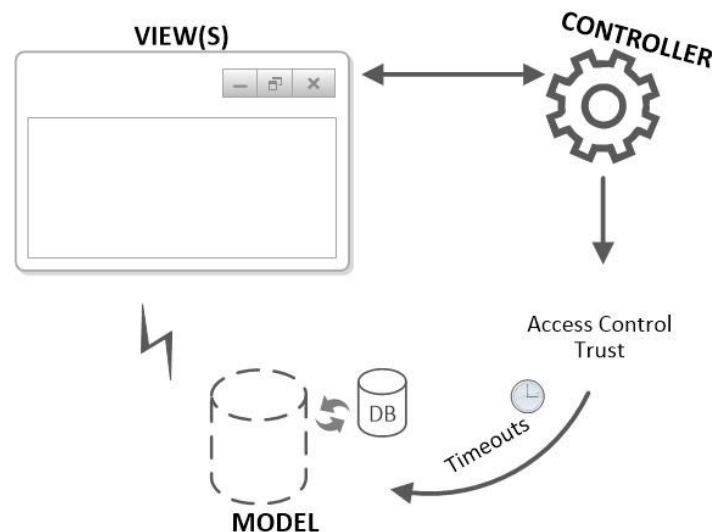 VIEW(S)
CONTROLLER
Access Control
Trust
DB
Timeouts
MODEL